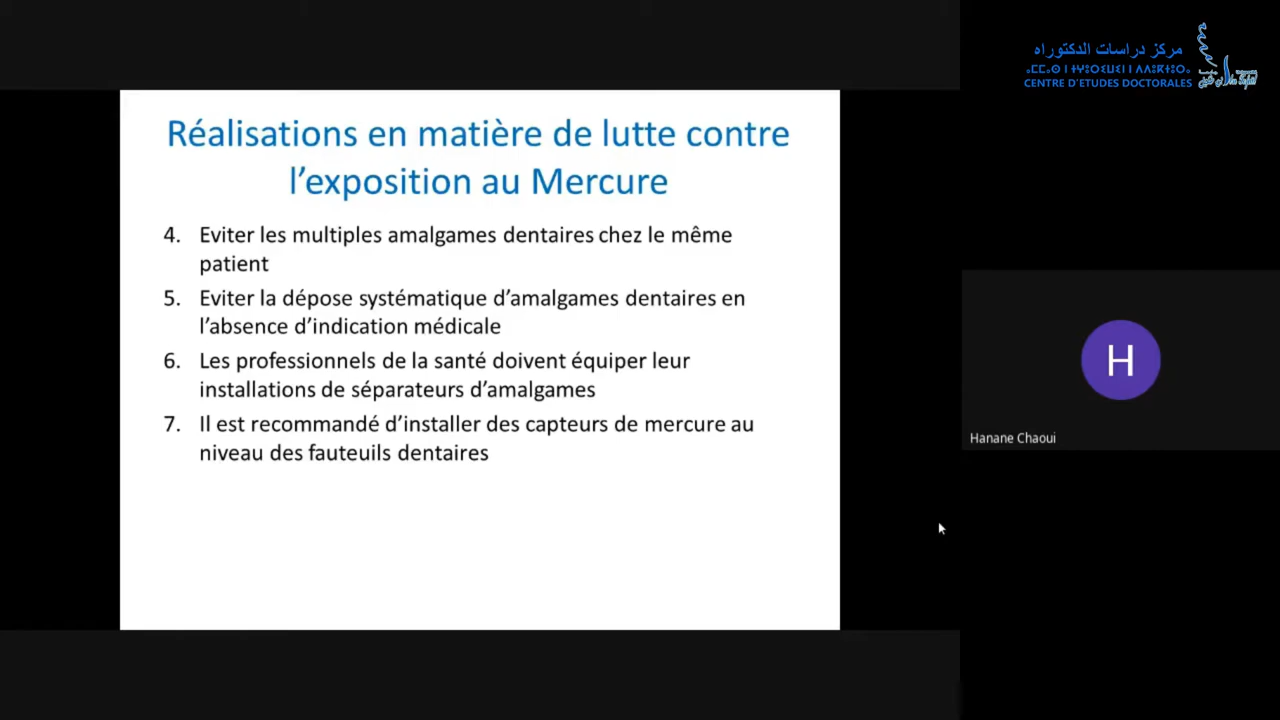 Réalisations en matière de lutte contre
l’exposition au Mercure
4. Eviter les multiples amalgames dentaires chez le même
patient
5. Eviter la dépose systématique d’amalgames dentaires en
l’absence d’indication médicale
6. Les professionnels de la santé doivent équiper leur
installations de séparateurs d’amalgames
7. Il est recommandé d’installer des capteurs de mercure au
niveau des fauteuils dentaires
مركز دراسات الدكتوراه
CENTRE D'ETUDES DOCTORALES
H
Hanane Chaoui